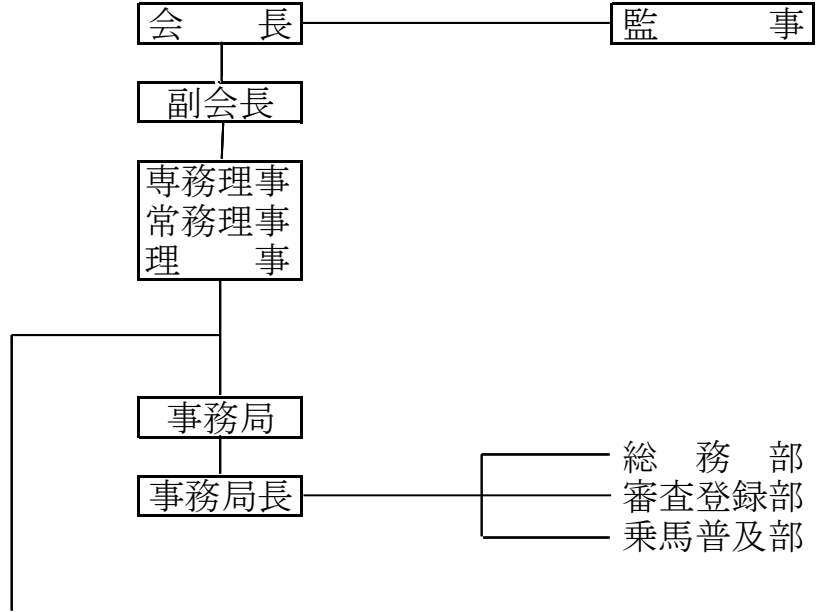 会　　長
監　　　事
副会長
専務理事
常務理事
理　　事
事務局
事務局長
総　務　部
審査登録部
乗馬普及部